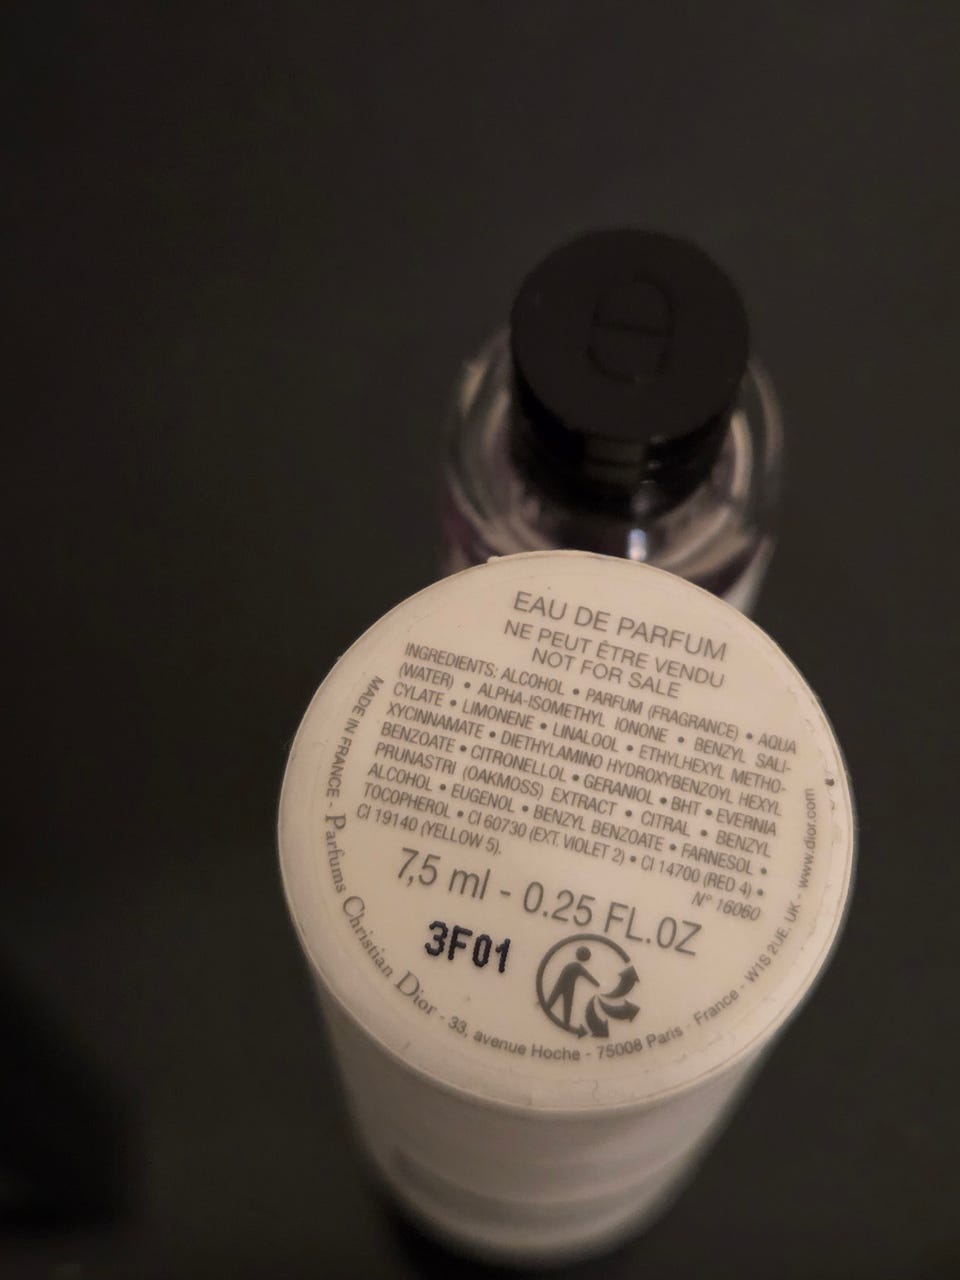 EAU DE PARFUM
NE PEUT ÊTRE VENDU
NOT FOR SALE
INGREDIENTS: ALCOHOL • PARFUM (FRAGRANCE) • AQUA
(WATER) • ALPHA-ISOMETHYL IONONE • BENZYL SALI-
CYLATE • LIMONENE • LINALOOL • ETHYLHEXYL METHO-
XYCINNAMATE • DIETHYLAMINO HYDROXYBENZOYL HEXYL
BENZOATE • CITRONELLOL • GERANIOL • BHT • EVERNIA
PRUNASTRI (OAKMOSS) EXTRACT • CITRAL • BENZYL
ALCOHOL • EUGENOL • BENZYL BENZOATE • FARNESOL •
TOCOPHEROL • CI 60730 (EXT. VIOLET 2) • CI 14700 (RED 4) •
CI 19140 (YELLOW 5).
N° 16060
7,5 ml - 0.25 FL.OZ
3F01
MADE IN FRANCE - Parfums Christian Dior - 33, avenue Hoche - 75008 Paris - France - W1S 2UE. UK - www.dior.com